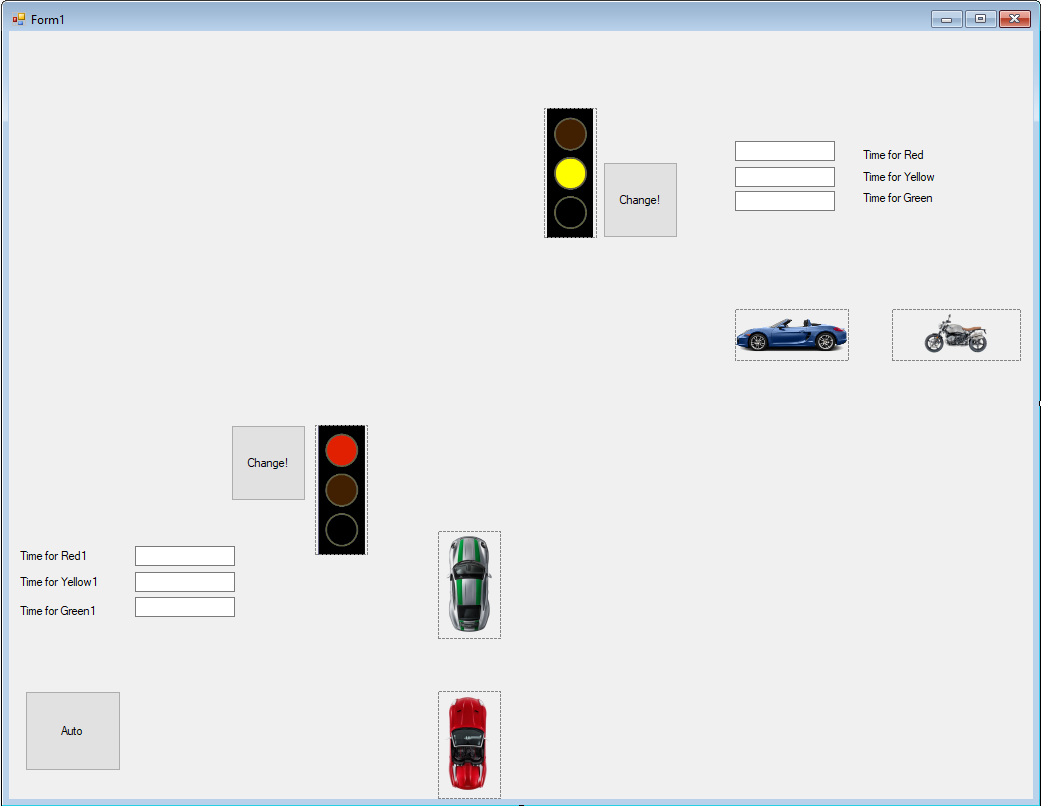 Form1
Time for Red
Time for Yellow
Change!
Time for Green
Change!
Time for Red1
Time for Yellow1
Time for Green1
Auto